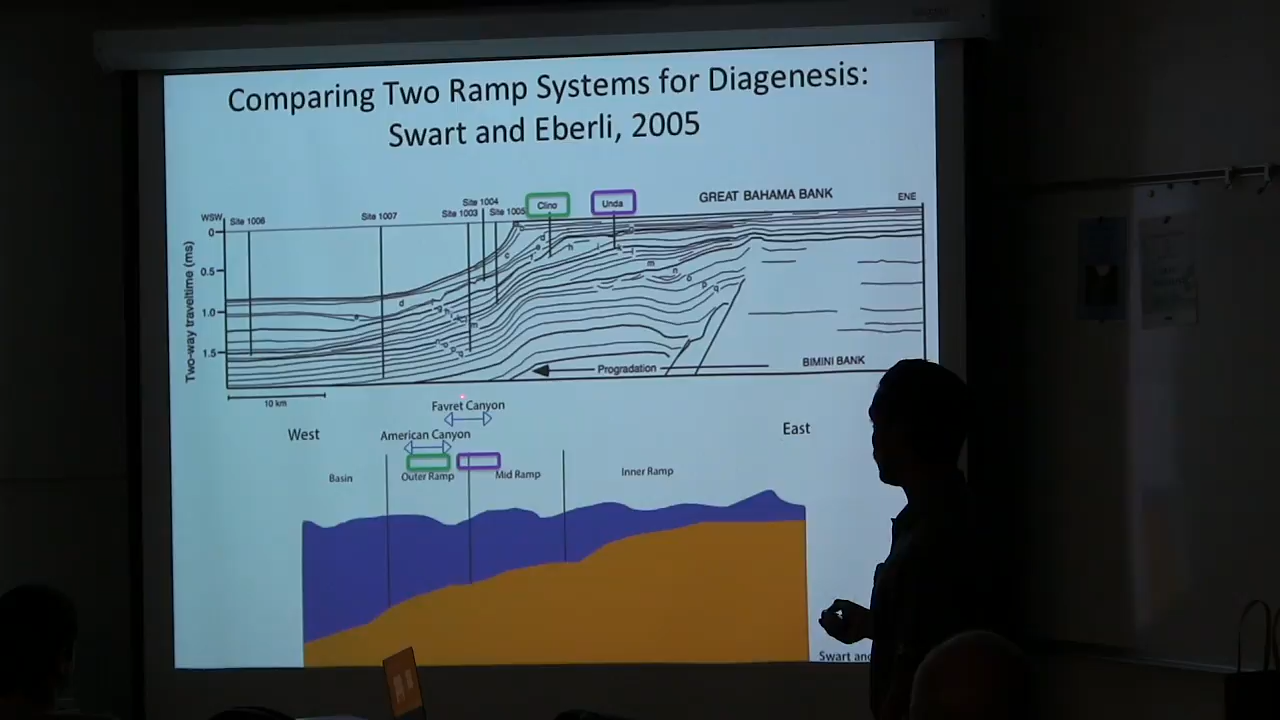 Comparing Two Ramp Systems for Diagenesis:
Swart and Eberli, 2005
GREAT BAHAMA BANK
ENE
WSW
Site 1006
Site 1007
Site 1003
Site 1004
Site 1005
Clino
Unda
Two-way traveltime (ms)
0
0.5
1.0
1.5
Progradation
BIMINI BANK
10 km
Favret Canyon
West
American Canyon
East
Basin
Outer Ramp
Mid Ramp
Inner Ramp
Swart and